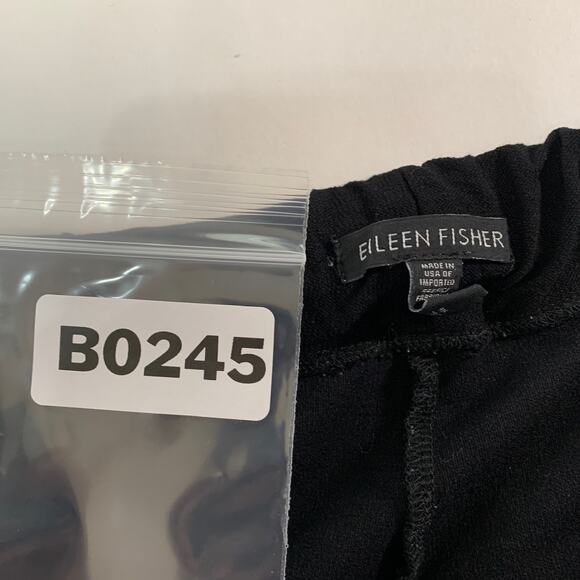 B0245
EILEEN FISHER
MADE IN
USA OF
IMPORTED